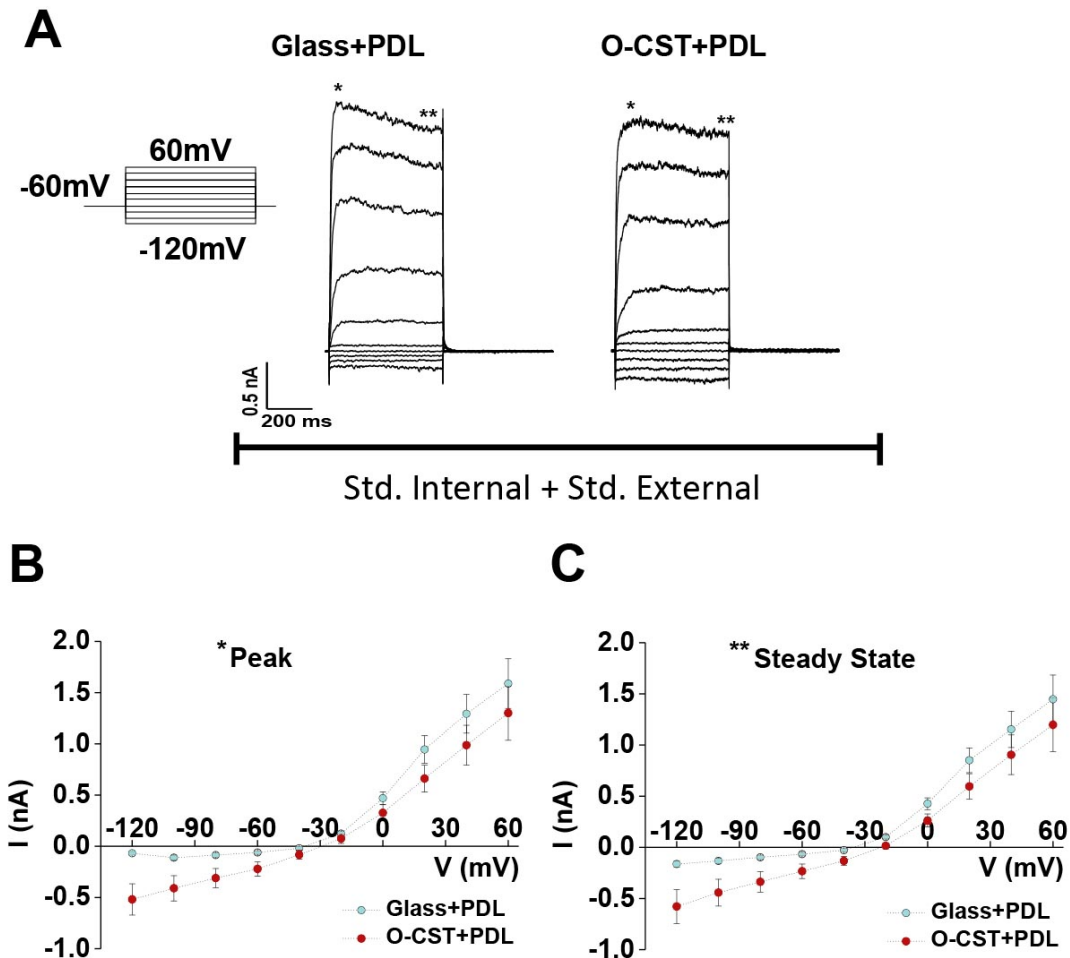 A
Glass+PDL
O-CST+PDL
*
**
*
**
60mV
-60mV
-120mV
0.5 nA
200 ms
Std. Internal + Std. External
B
C
2.0
1.5
1.0
0.5
0.0
-0.5
-1.0
I (nA)
*Peak
-120 -90 -60 -30 0 30 60
V (mV)
Glass+PDL
O-CST+PDL
2.0
1.5
1.0
0.5
0.0
-0.5
-1.0
I (nA)
**Steady State
-120 -90 -60 -30 0 30 60
V (mV)
Glass+PDL
O-CST+PDL